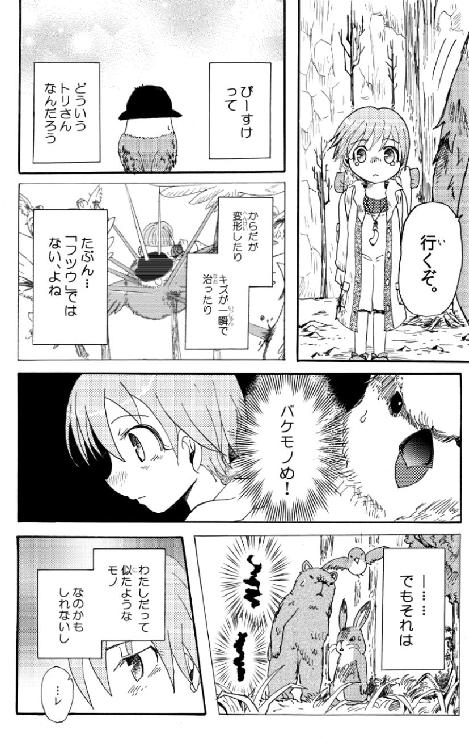 行くぞ。
ぴーすけ
って
どういう
トリさん
なんだろう
からだが
変形したり
キズが一瞬で
治ったり
たぶん…
「フツウ」では
ないよね
バケモノめ！
ー……
でもそれは
わたしだって
似たような
モノ
なのかも
しれないし